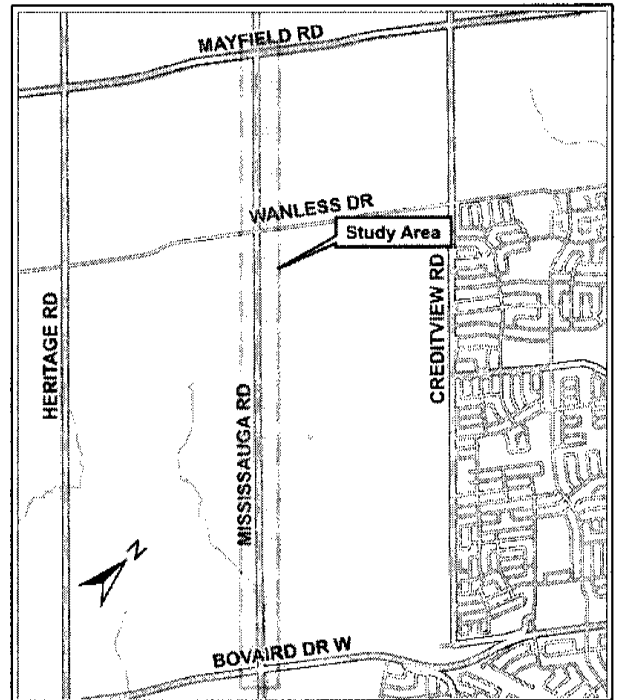 MAYFIELD RD
WANLESS DR
Study Area
HERITAGE RD
MISSISSAUGA RD
CREDITVIEW RD
N
BOVAIRD DR W